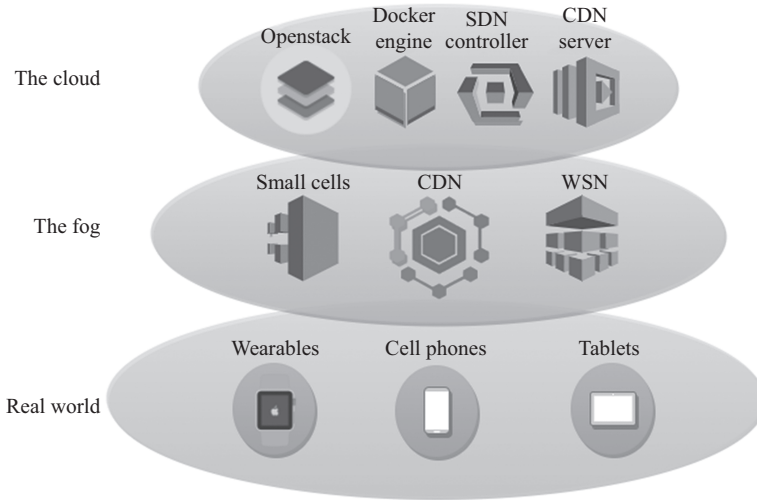 Openstack
Docker engine
SDN controller
CDN server
The cloud
Small cells
CDN
WSN
The fog
Wearables
Cell phones
Tablets
Real world